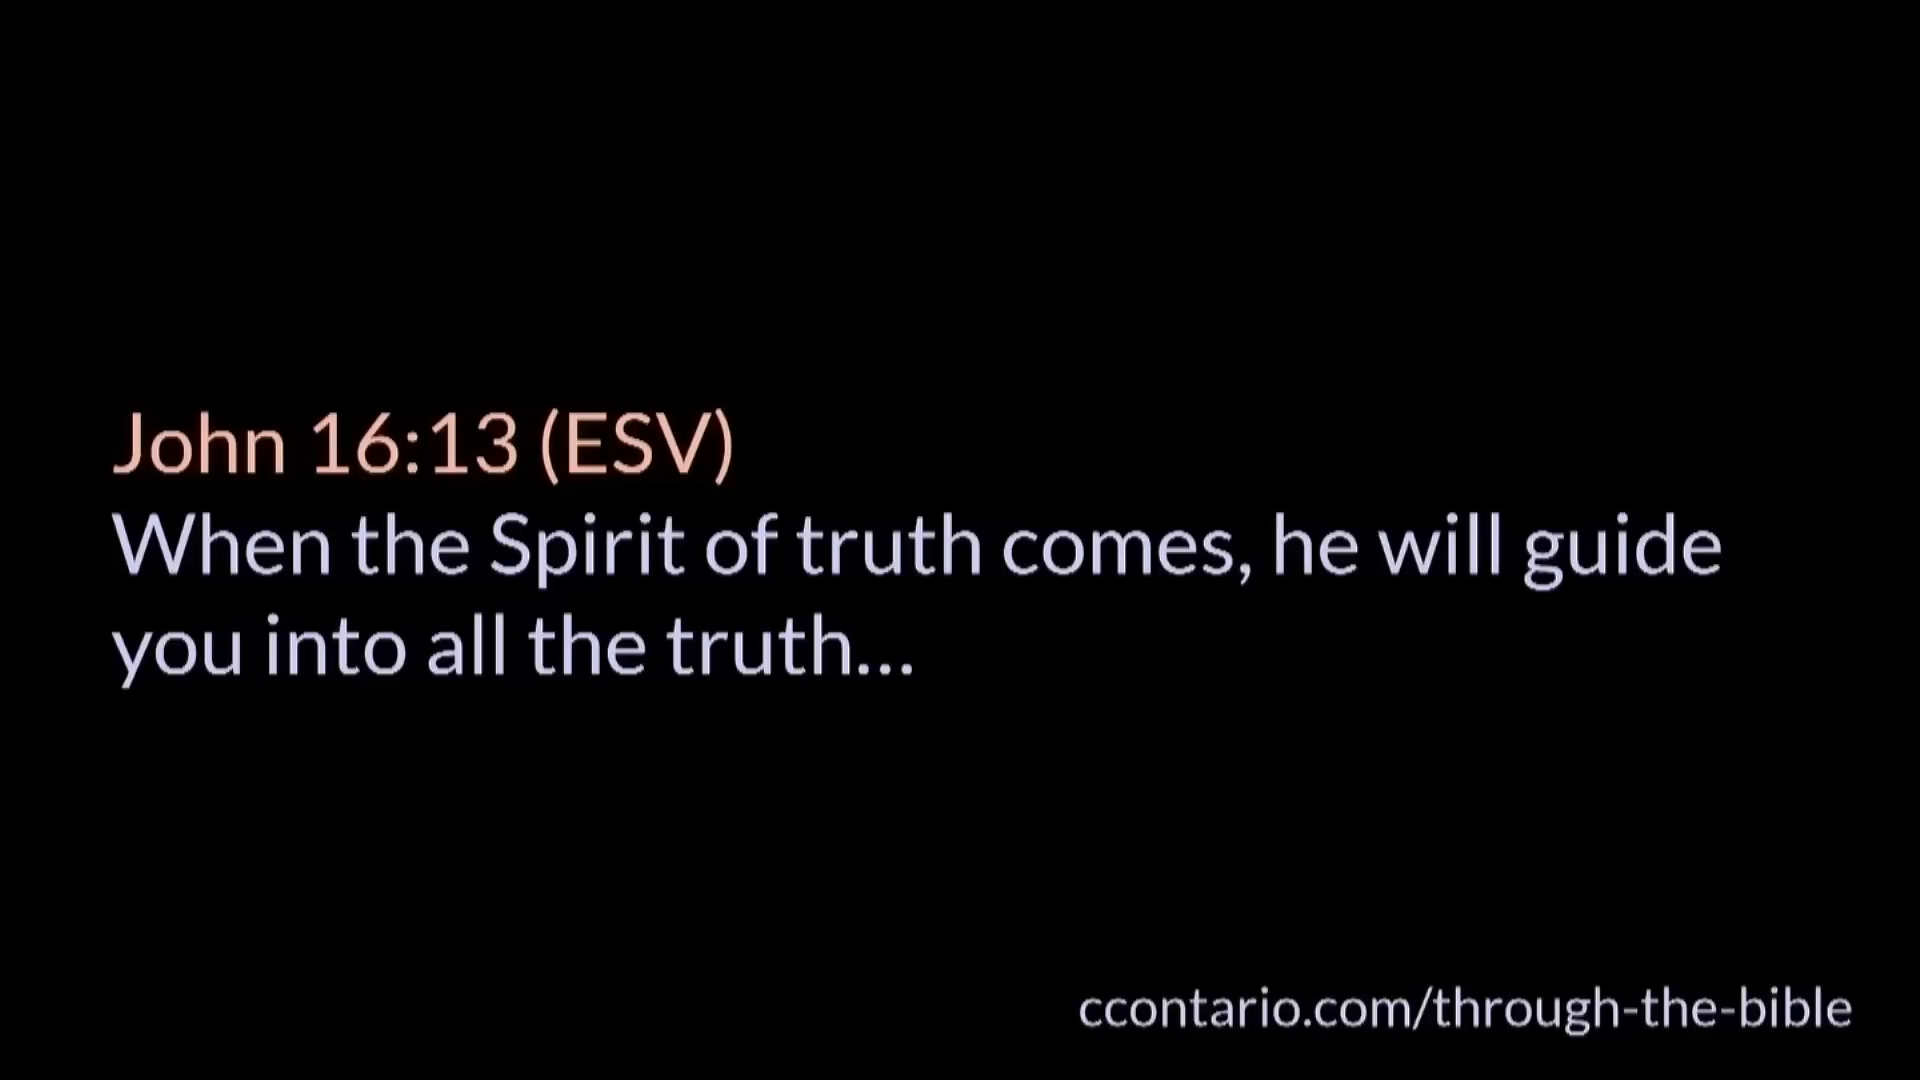 John 16:13 (ESV)
When the Spirit of truth comes, he will guide
you into all the truth...
ccontario.com/through-the-bible